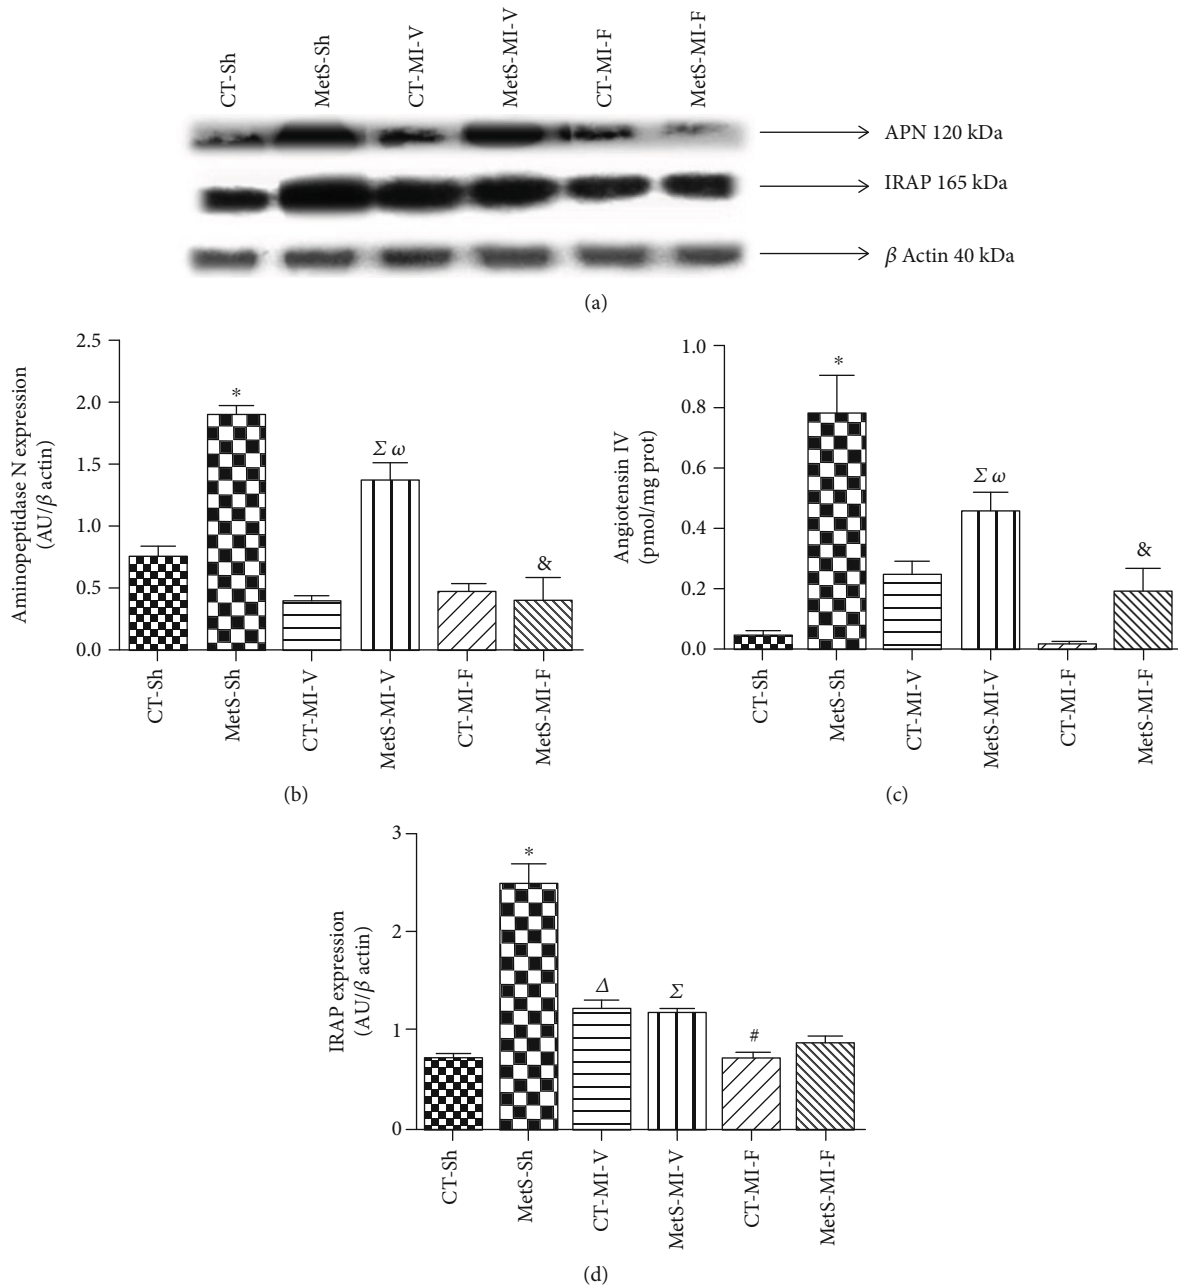 CT-Sh
MetS-Sh
CT-MI-V
MetS-MI-V
CT-MI-F
MetS-MI-F
APN 120 kDa
IRAP 165 kDa
β Actin 40 kDa
(a)
Aminopeptidase N expression
(AU/β actin)
2.5
2.0
1.5
1.0
0.5
0.0
*
Σ ω
&
CT-Sh
MetS-Sh
CT-MI-V
MetS-MI-V
CT-MI-F
MetS-MI-F
(b)
Angiotensin IV
(pmol/mg prot)
1.0
0.8
0.6
0.4
0.2
0.0
*
Σ ω
&
CT-Sh
MetS-Sh
CT-MI-V
MetS-MI-V
CT-MI-F
MetS-MI-F
(c)
IRAP expression
(AU/β actin)
3
2
1
0
*
Δ
Σ
#
CT-Sh
MetS-Sh
CT-MI-V
MetS-MI-V
CT-MI-F
MetS-MI-F
(d)